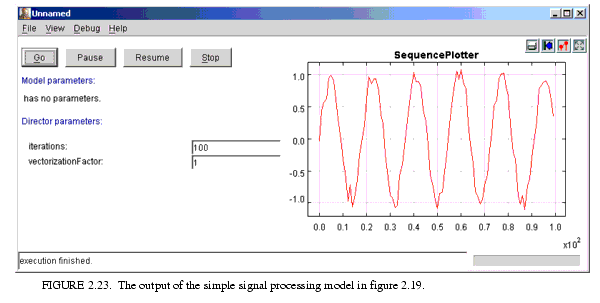 Unnamed
File View Debug Help
Go Pause Resume Stop
Model parameters:
has no parameters.
Director parameters:
iterations: 100
vectorizationFactor: 1
SequencePlotter
1.0
0.5
0.0
-0.5
-1.0
0.0 0.1 0.2 0.3 0.4 0.5 0.6 0.7 0.8 0.9 1.0
x10²
execution finished.
FIGURE 2.23. The output of the simple signal processing model in figure 2.19.